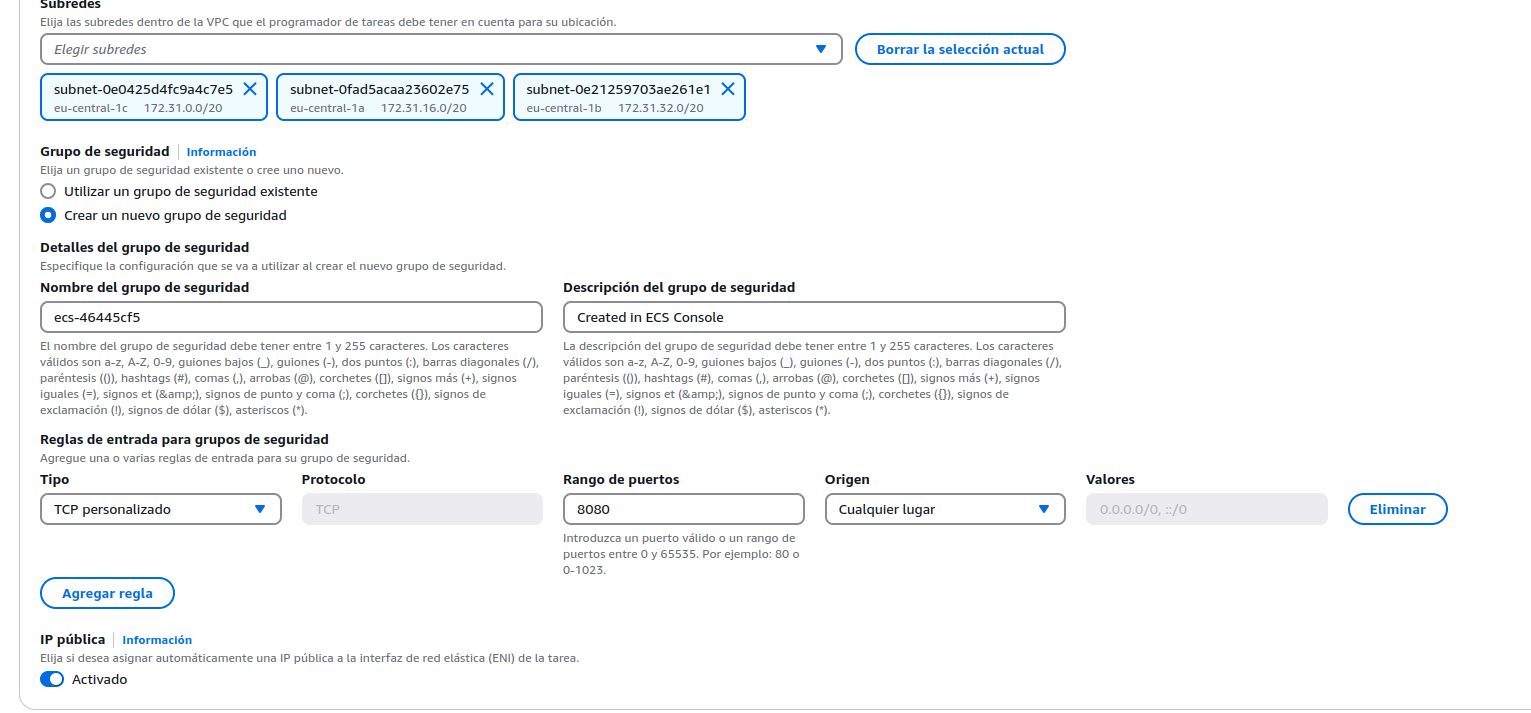 Subredes
Elija las subredes dentro de la VPC que el programador de tareas debe tener en cuenta para su ubicación.
Elegir subredes
Borrar la selección actual
subnet-0e0425d4fc9a4c7e5
eu-central-1c 172.31.0.0/20
subnet-0fad5acaa23602e75
eu-central-1a 172.31.16.0/20
subnet-0e21259703ae261e1
eu-central-1b 172.31.32.0/20
Grupo de seguridad Información
Elija un grupo de seguridad existente o cree uno nuevo.
Utilizar un grupo de seguridad existente
Crear un nuevo grupo de seguridad
Detalles del grupo de seguridad
Especifique la configuración que se va a utilizar al crear el nuevo grupo de seguridad.
Nombre del grupo de seguridad
ecs-46445cf5
El nombre del grupo de seguridad debe tener entre 1 y 255 caracteres. Los caracteres
válidos son a-z, A-Z, 0-9, guiones bajos (_), guiones (-), dos puntos (:), barras diagonales (/),
paréntesis (()), hashtags (#), comas (,), arrobas (@), corchetes ([]), signos más (+), signos
iguales (=), signos et (&amp;), signos de punto y coma (;), corchetes ({}), signos de
exclamación (!), signos de dólar ($), asteriscos (*).
Descripción del grupo de seguridad
Created in ECS Console
La descripción del grupo de seguridad debe tener entre 1 y 255 caracteres. Los caracteres
válidos son a-z, A-Z, 0-9, guiones bajos (_), guiones (-), dos puntos (:), barras diagonales (/),
paréntesis (()), hashtags (#), comas (,), arrobas (@), corchetes ([]), signos más (+), signos
iguales (=), signos et (&amp;), signos de punto y coma (;), corchetes ({}), signos de
exclamación (!), signos de dólar ($), asteriscos (*).
Reglas de entrada para grupos de seguridad
Agregue una o varias reglas de entrada para su grupo de seguridad.
Tipo
TCP personalizado
Protocolo
TCP
Rango de puertos
8080
Introduzca un puerto válido o un rango de
puertos entre 0 y 65535. Por ejemplo: 80 o
0-1023.
Origen
Cualquier lugar
Valores
0.0.0.0/0, ::/0
Eliminar
Agregar regla
IP pública Información
Elija si desea asignar automáticamente una IP pública a la interfaz de red elástica (ENI) de la tarea.
Activado